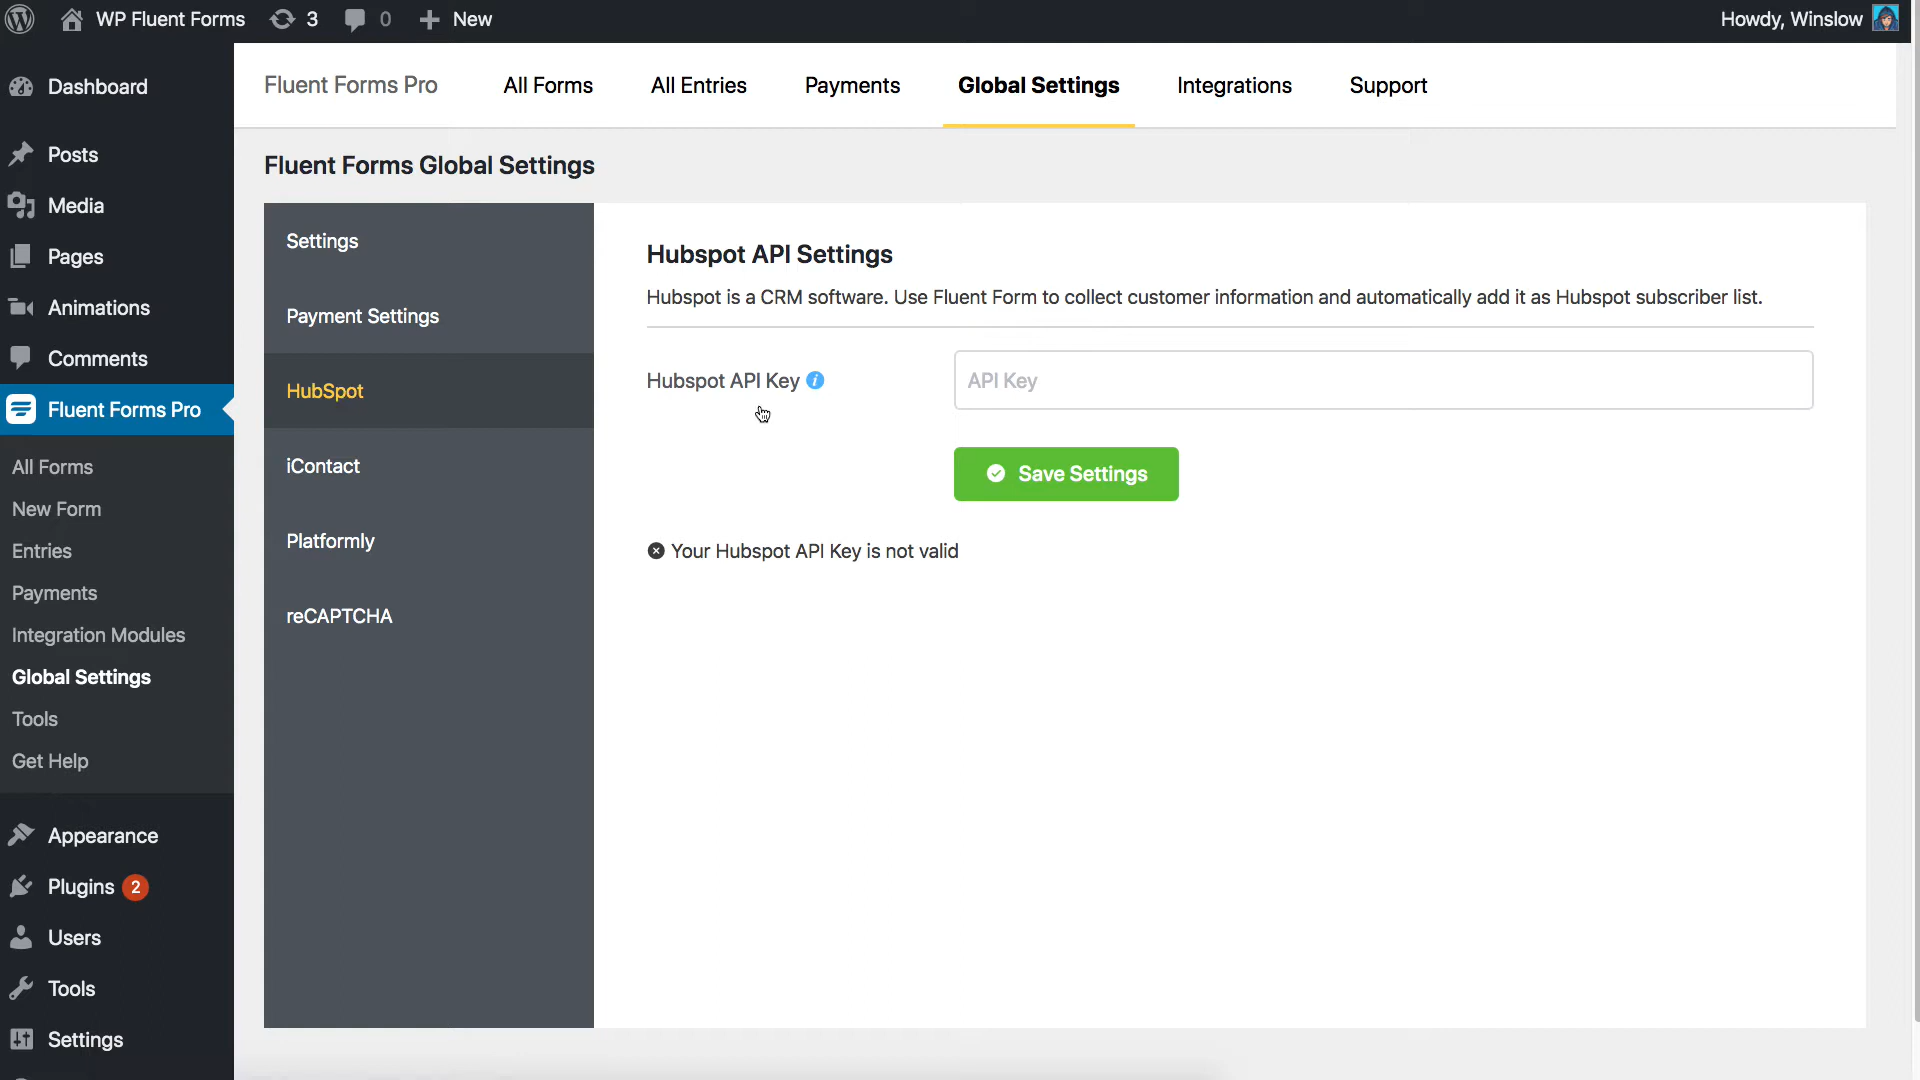 WP Fluent Forms 3 0 New Howdy, Winslow
Dashboard
Posts
Media
Pages
Animations
Comments
Fluent Forms Pro
All Forms
New Form
Entries
Payments
Integration Modules
Global Settings
Tools
Get Help
Appearance
Plugins 2
Users
Tools
Settings
Fluent Forms Pro All Forms All Entries Payments Global Settings Integrations Support
Fluent Forms Global Settings
Settings
Payment Settings
HubSpot
iContact
Platformly
reCAPTCHA
Hubspot API Settings
Hubspot is a CRM software. Use Fluent Form to collect customer information and automatically add it as Hubspot subscriber list.
Hubspot API Key API Key
Save Settings
Your Hubspot API Key is not valid